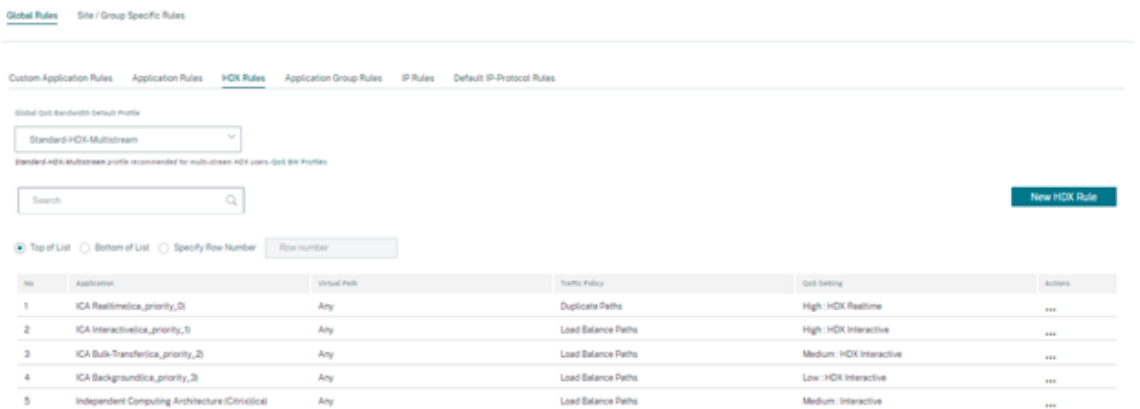 Global Rules Site / Group Specific Rules
Custom Application Rules Application Rules HDX Rules Application Group Rules IP Rules Default IP-Protocol Rules
Global QoS Bandwidth Default Profile
Standard-HDX-Multistream
Standard-HDX-Multistream profile recommended for multi-stream HDX users-QoS BW Profiles
Search
New HDX Rule
Top of List Bottom of List Specify Row Number Row number
No Application Virtual Path Traffic Policy QoS Setting Actions
1 ICA Realtime(ica_priority_0) Any Duplicate Paths High : HDX Realtime ...
2 ICA Interactive(ica_priority_1) Any Load Balance Paths High : HDX Interactive ...
3 ICA Bulk-Transfer(ica_priority_2) Any Load Balance Paths Medium : HDX Interactive ...
4 ICA Background(ica_priority_3) Any Load Balance Paths Low : HDX Interactive ...
5 Independent Computing Architecture (Citrix)(ica) Any Load Balance Paths Medium : Interactive ...